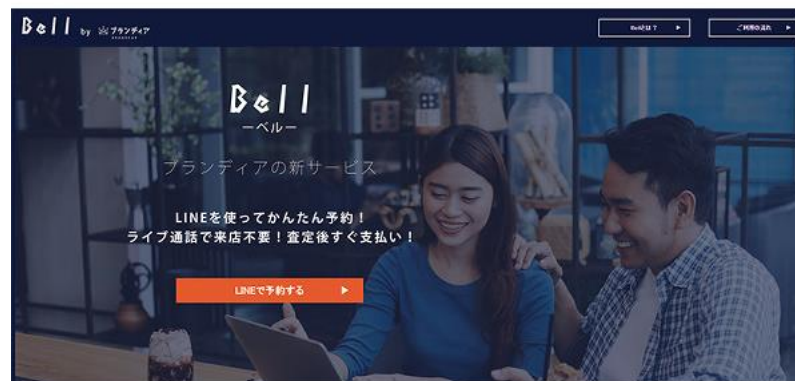 Bell by ブランディア
Bellとは？
ご利用の流れ
Bell
ーベルー
ブランディアの新サービス
LINEを使ってかんたん予約！
ライブ通話で来店不要！査定後すぐ支払い！
LINEで予約する